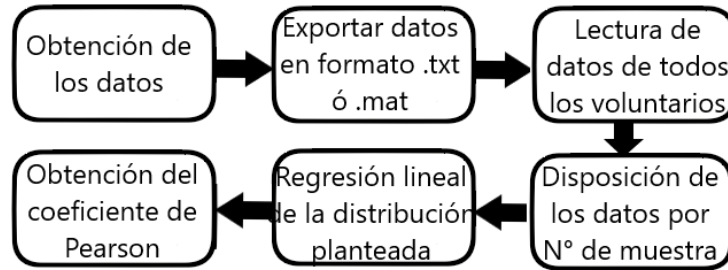 Obtención de
los datos
Exportar datos
en formato .txt
ó .mat
Lectura de
datos de todos
los voluntarios
Disposición de
los datos por
N° de muestra
Regresión lineal
de la distribución
planteada
Obtención del
coeficiente de
Pearson